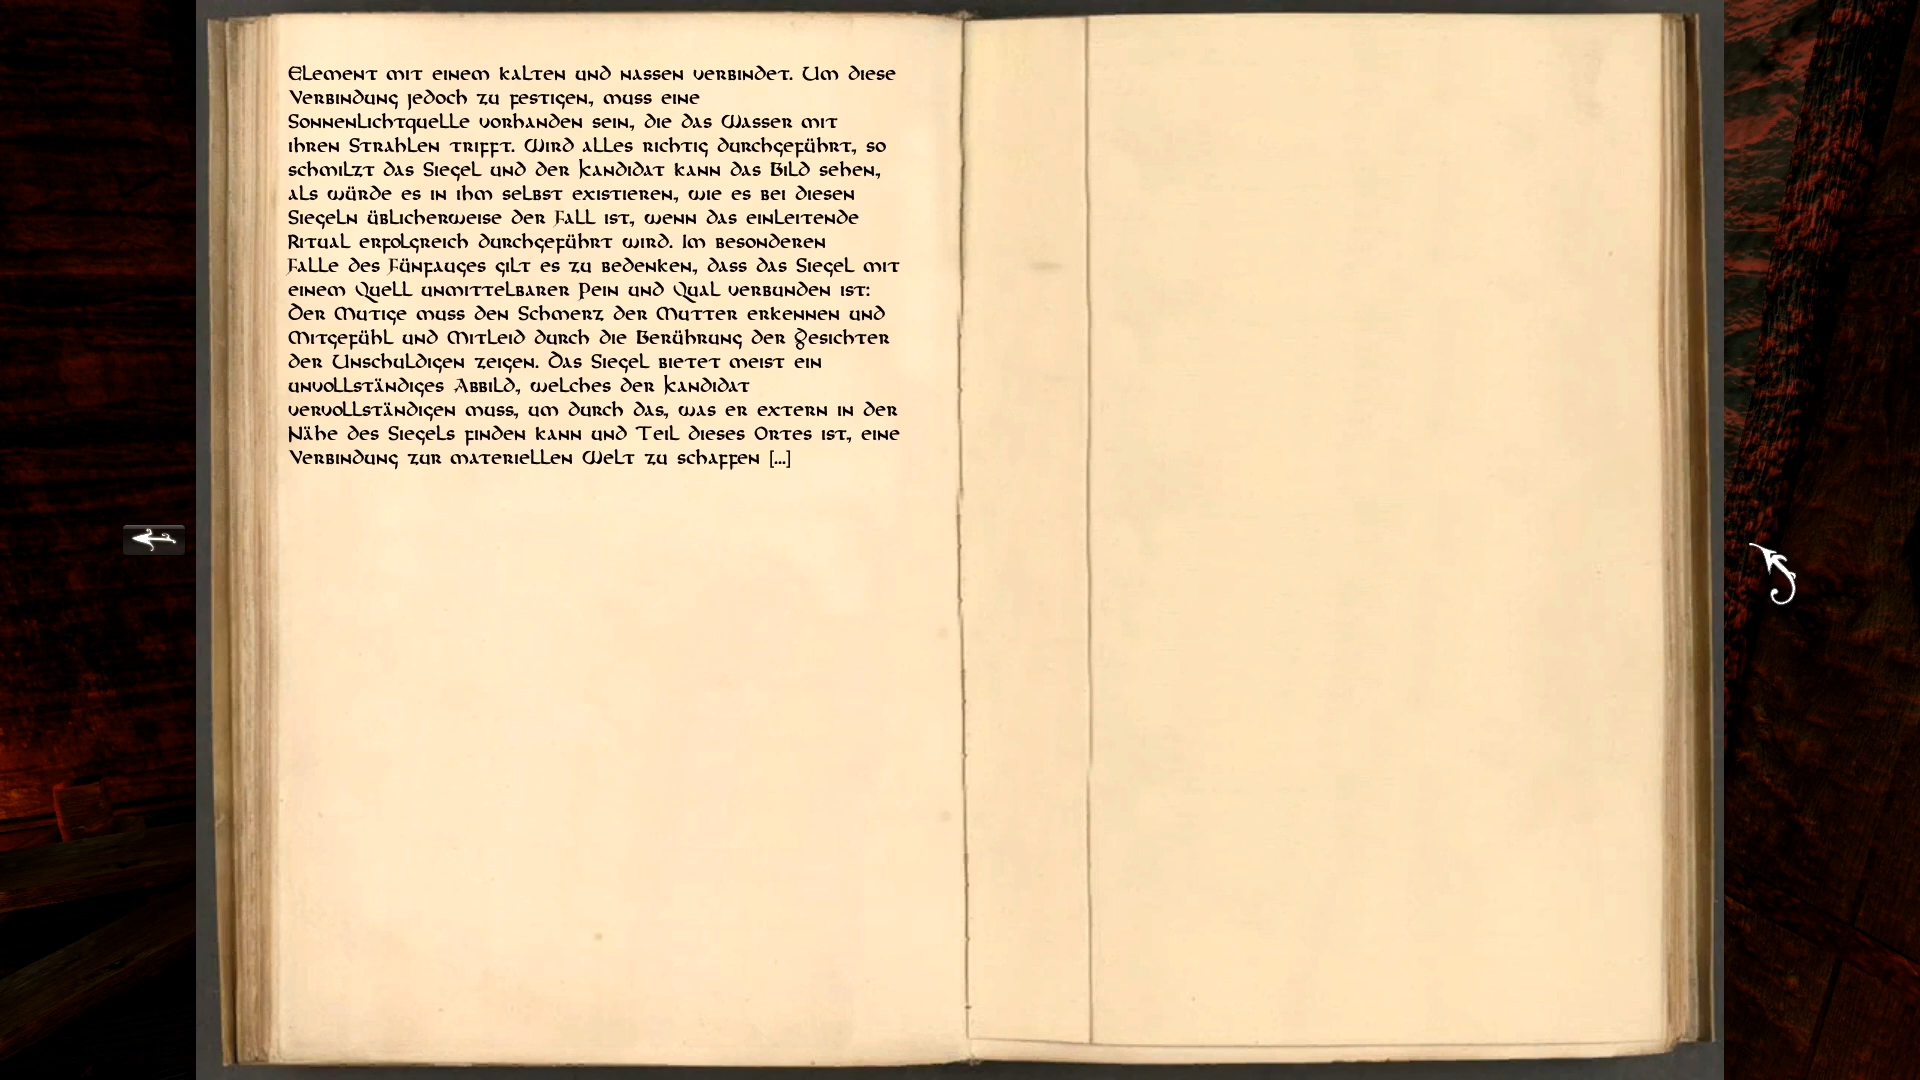 Element mit einem kalten und nassen verbindet. Um diese
Verbindung jedoch zu festigen, muss eine
Sonnenlichtquelle vorhanden sein, die das Wasser mit
ihren Strahlen trifft. Wird alles richtig durchgeführt, so
schmilzt das Siegel und der Kandidat kann das Bild sehen,
als würde es in ihm selbst existieren, wie es bei diesen
Siegeln üblicherweise der Fall ist, wenn das einleitende
Ritual erfolgreich durchgeführt wird. Im besonderen
Falle des Fünfauges gilt es zu bedenken, dass das Siegel mit
einem Quell unmittelbarer Pein und Qual verbunden ist:
Der Mutige muss den Schmerz der Mutter erkennen und
Mitgefühl und Mitleid durch die Berührung der Gesichter
der Unschuldigen zeigen. Das Siegel bietet meist ein
unvollständiges Abbild, welches der Kandidat
vervollständigen muss, um durch das, was er extern in der
Nähe des Siegels finden kann und Teil dieses Ortes ist, eine
Verbindung zur materiellen Welt zu schaffen [...]